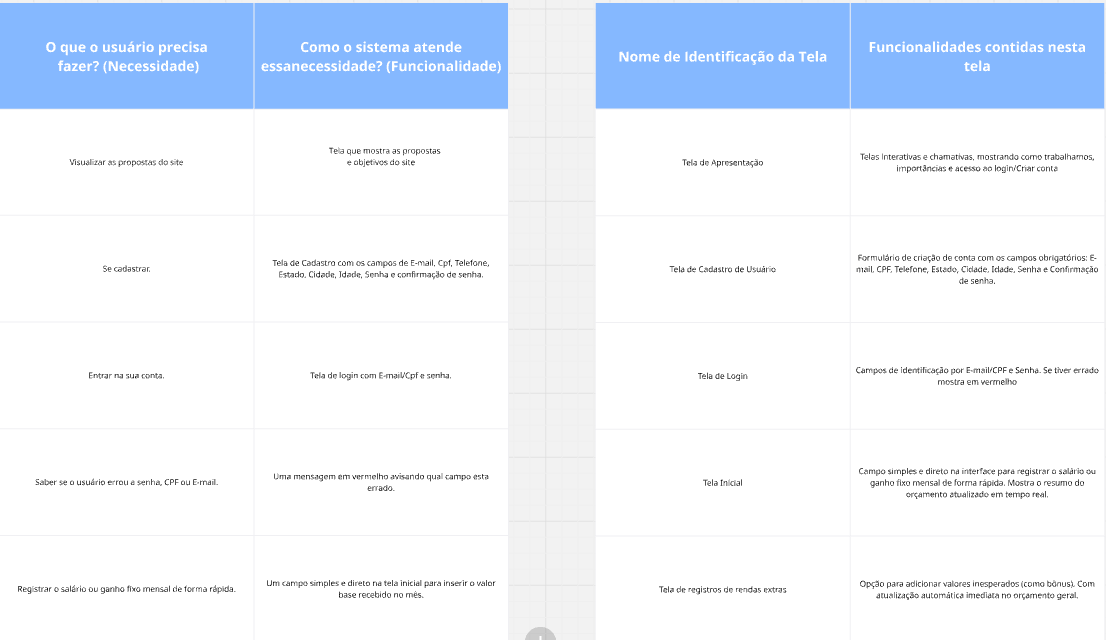 O que o usuário precisa
fazer? (Necessidade)
Como o sistema atende
essanecessidade? (Funcionalidade)
Visualizar as propostas do site
Tela que mostra as propostas
e objetivos do site
Se cadastrar.
Tela de Cadastro com os campos de E-mail, Cpf, Telefone,
Estado, Cidade, Idade, Senha e confirmação de senha.
Entrar na sua conta.
Tela de login com E-mail/Cpf e senha.
Saber se o usuário errou a senha, CPF ou E-mail.
Uma mensagem em vermelho avisando qual campo esta
errado.
Registrar o salário ou ganho fixo mensal de forma rápida.
Um campo simples e direto na tela inicial para inserir o valor
base recebido no mês.
Nome de Identificação da Tela
Funcionalidades contidas nesta
tela
Tela de Apresentação
Telas Interativas e chamativas, mostrando como trabalhamos,
importâncias e acesso ao login/Criar conta
Tela de Cadastro de Usuário
Formulário de criação de conta com os campos obrigatórios: E-
mail, CPF, Telefone, Estado, Cidade, Idade, Senha e Confirmação
de senha.
Tela de Login
Campos de identificação por E-mail/CPF e Senha. Se tiver errado
mostra em vermelho
Tela Inicial
Campo simples e direto na interface para registrar o salário ou
ganho fixo mensal de forma rápida. Mostra o resumo do
orçamento atualizado em tempo real.
Tela de registros de rendas extras
Opção para adicionar valores inesperados (como bônus). Com
atualização automática imediata no orçamento geral.